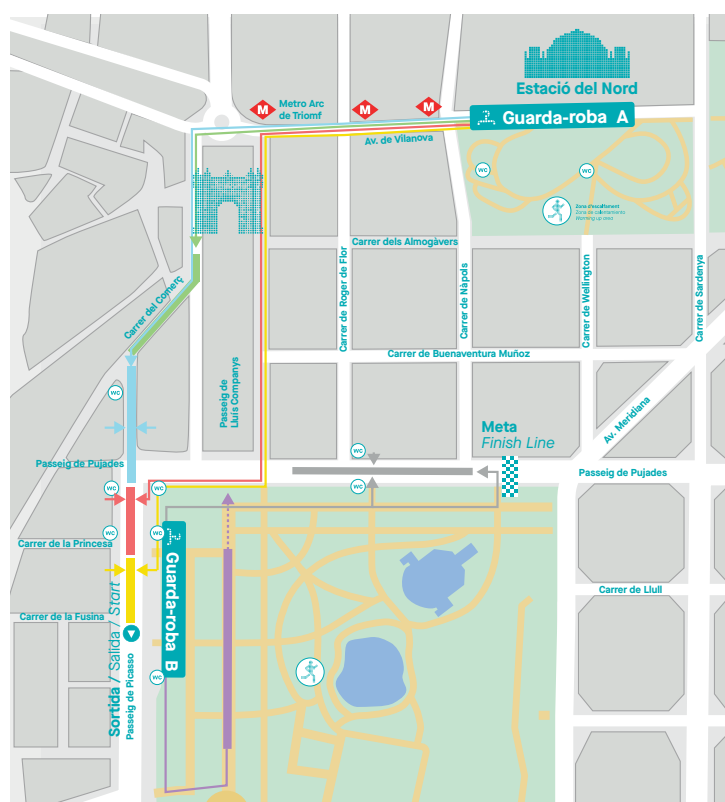 Estació del Nord
M
M
M
Metro Arc
de Triomf
Guarda-roba A
Av. de Vilanova
WC
WC
Zona d'escalfament
Zona de calentamiento
Warming up area
Carrer dels Almogàvers
Carrer de Roger de Flor
Carrer de Nàpols
Carrer de Wellington
Carrer de Sardenya
Carrer del Comerç
Carrer de Buenaventura Muñoz
Passeig de
Lluís Companys
WC
Av. Meridiana
Meta
Finish Line
WC
Passeig de Pujades
Passeig de Pujades
WC
WC
WC
WC
WC
Carrer de la Princesa
Guarda-roba B
Carrer de Llull
Carrer de la Fusina
Sortida / Salida / Start
Passeig de Picasso
WC